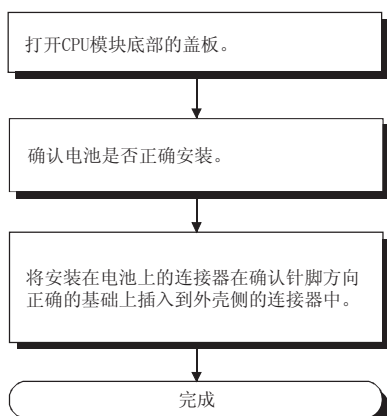 打开CPU模块底部的盖板。
确认电池是否正确安装。
将安装在电池上的连接器在确认针脚方向
正确的基础上插入到外壳侧的连接器中。
完成